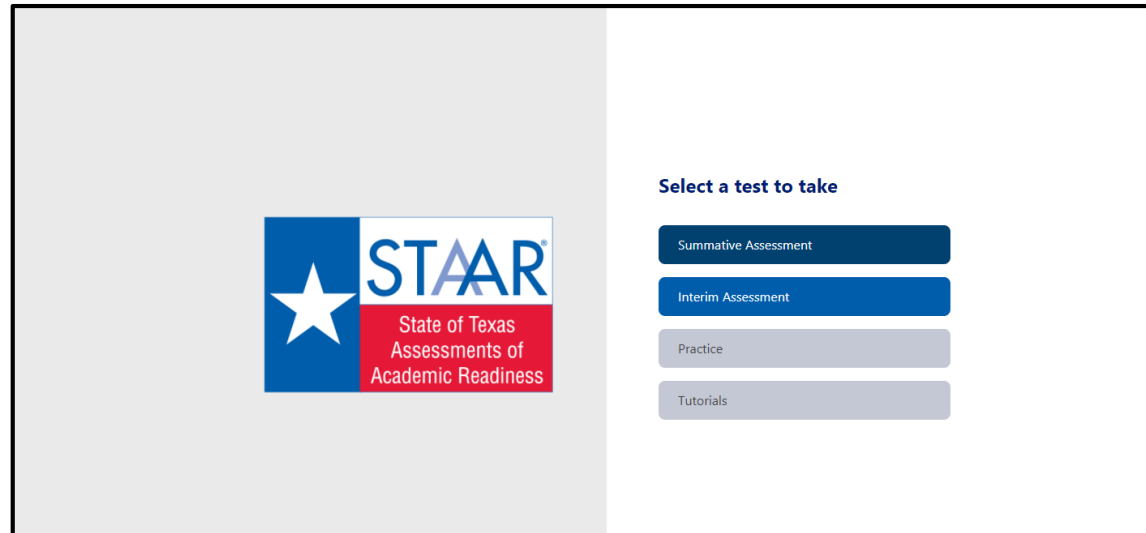 STAAR®
State of Texas
Assessments of
Academic Readiness
Select a test to take
Summative Assessment
Interim Assessment
Practice
Tutorials